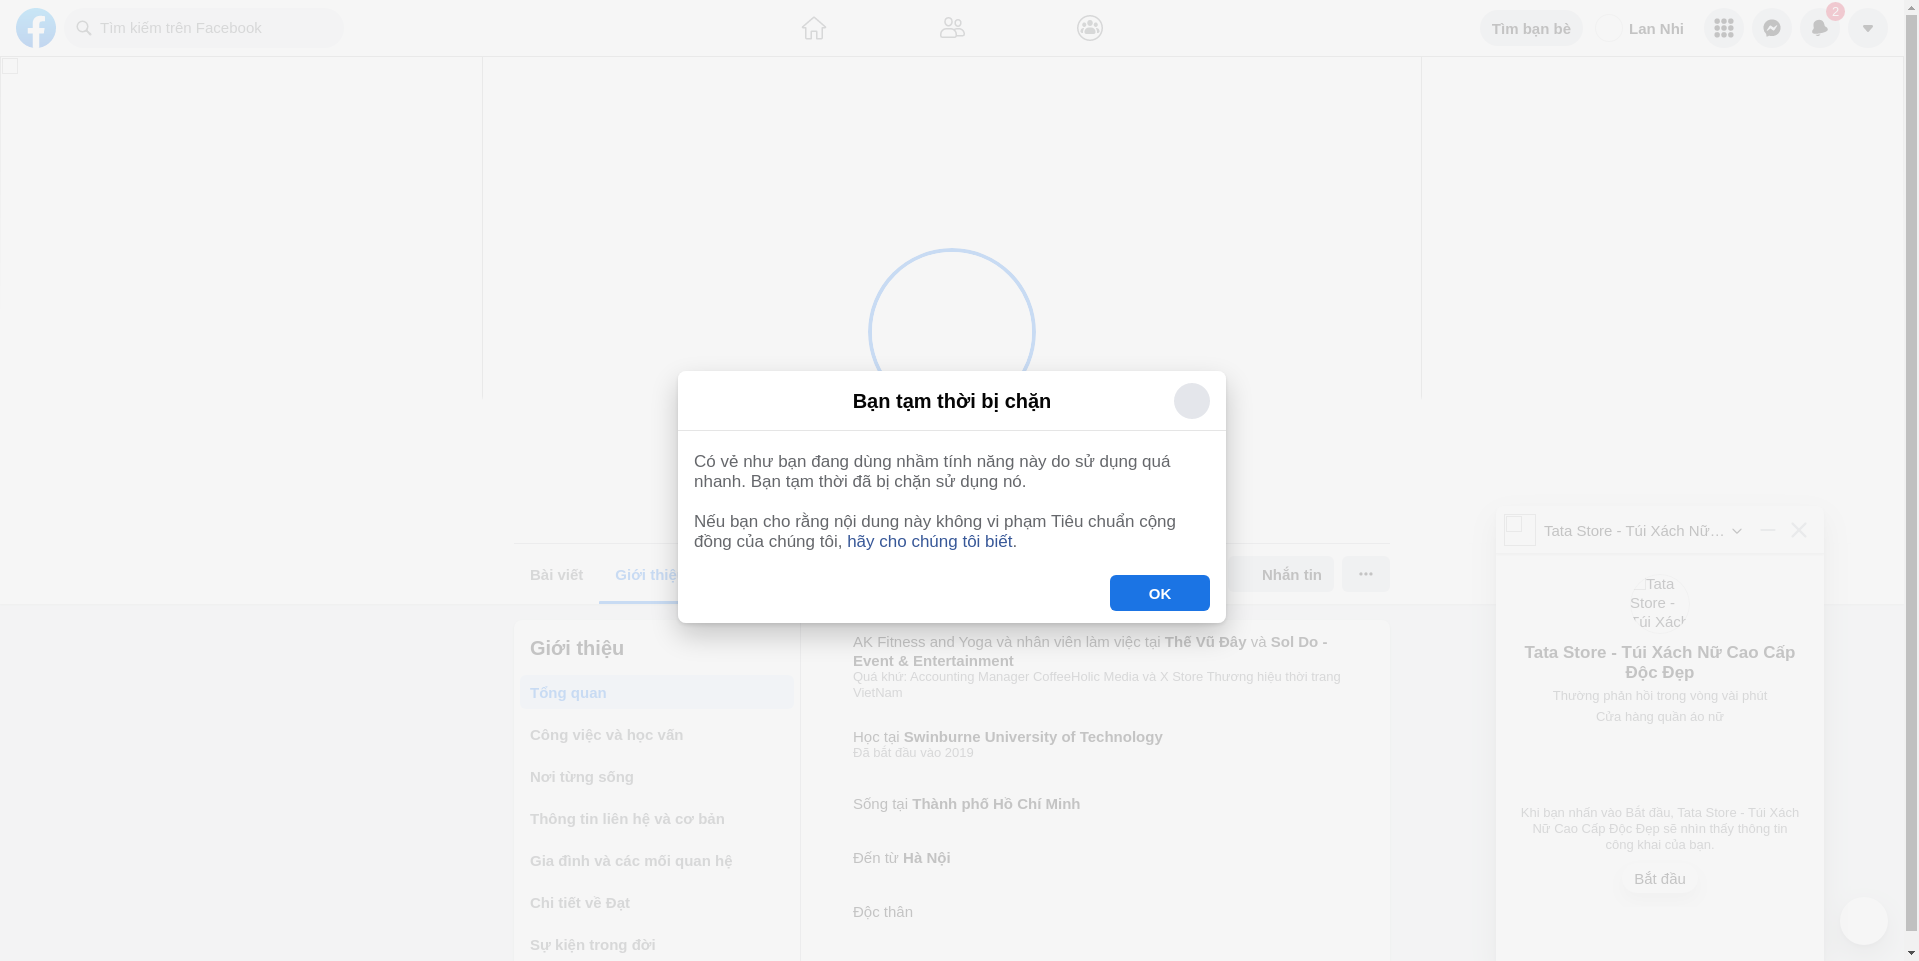 Tìm kiếm trên Facebook
Tìm bạn bè
Lan Nhi
2
Bạn tạm thời bị chặn
Có vẻ như bạn đang dùng nhầm tính năng này do sử dụng quá
nhanh. Bạn tạm thời đã bị chặn sử dụng nó.
Nếu bạn cho rằng nội dung này không vi phạm Tiêu chuẩn cộng
đồng của chúng tôi, hãy cho chúng tôi biết.
OK
Bài viết
Giới thiệ
Nhắn tin
Giới thiệu
Tổng quan
Công việc và học vấn
Nơi từng sống
Thông tin liên hệ và cơ bản
Gia đình và các mối quan hệ
Chi tiết về Đạt
Sự kiện trong đời
AK Fitness and Yoga và nhân viên làm việc tại Thế Vũ Đây và Sol Do -
Event & Entertainment
Quá khứ: Accounting Manager CoffeeHolic Media và X Store Thương hiệu thời trang
VietNam
Học tại Swinburne University of Technology
Đã bắt đầu vào 2019
Sống tại Thành phố Hồ Chí Minh
Đến từ Hà Nội
Độc thân
Tata Store - Túi Xách Nữ…
Tata
Store -
Túi Xách
Tata Store - Túi Xách Nữ Cao Cấp
Độc Đẹp
Thường phản hồi trong vòng vài phút
Cửa hàng quần áo nữ
Khi bạn nhấn vào Bắt đầu, Tata Store - Túi Xách
Nữ Cao Cấp Độc Đẹp sẽ nhìn thấy thông tin
công khai của bạn.
Bắt đầu